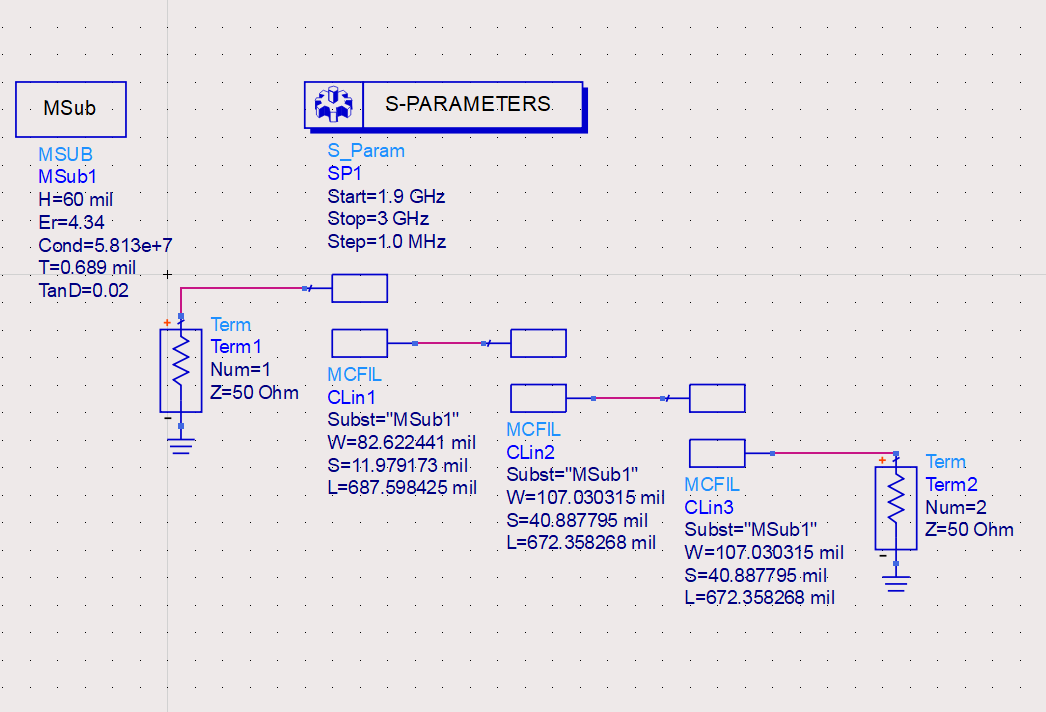 MSub
MSUB
MSub1
H=60 mil
Er=4.34
Cond=5.813e+7
T=0.689 mil
TanD=0.02
S-PARAMETERS
S_Param
SP1
Start=1.9 GHz
Stop=3 GHz
Step=1.0 MHz
+
Term
Term1
Num=1
Z=50 Ohm
-
MCFIL
CLin1
Subst="MSub1"
W=82.622441 mil
S=11.979173 mil
L=687.598425 mil
MCFIL
CLin2
Subst="MSub1"
W=107.030315 mil
S=40.887795 mil
L=672.358268 mil
MCFIL
CLin3
Subst="MSub1"
W=107.030315 mil
S=40.887795 mil
L=672.358268 mil
+
Term
Term2
Num=2
Z=50 Ohm
-